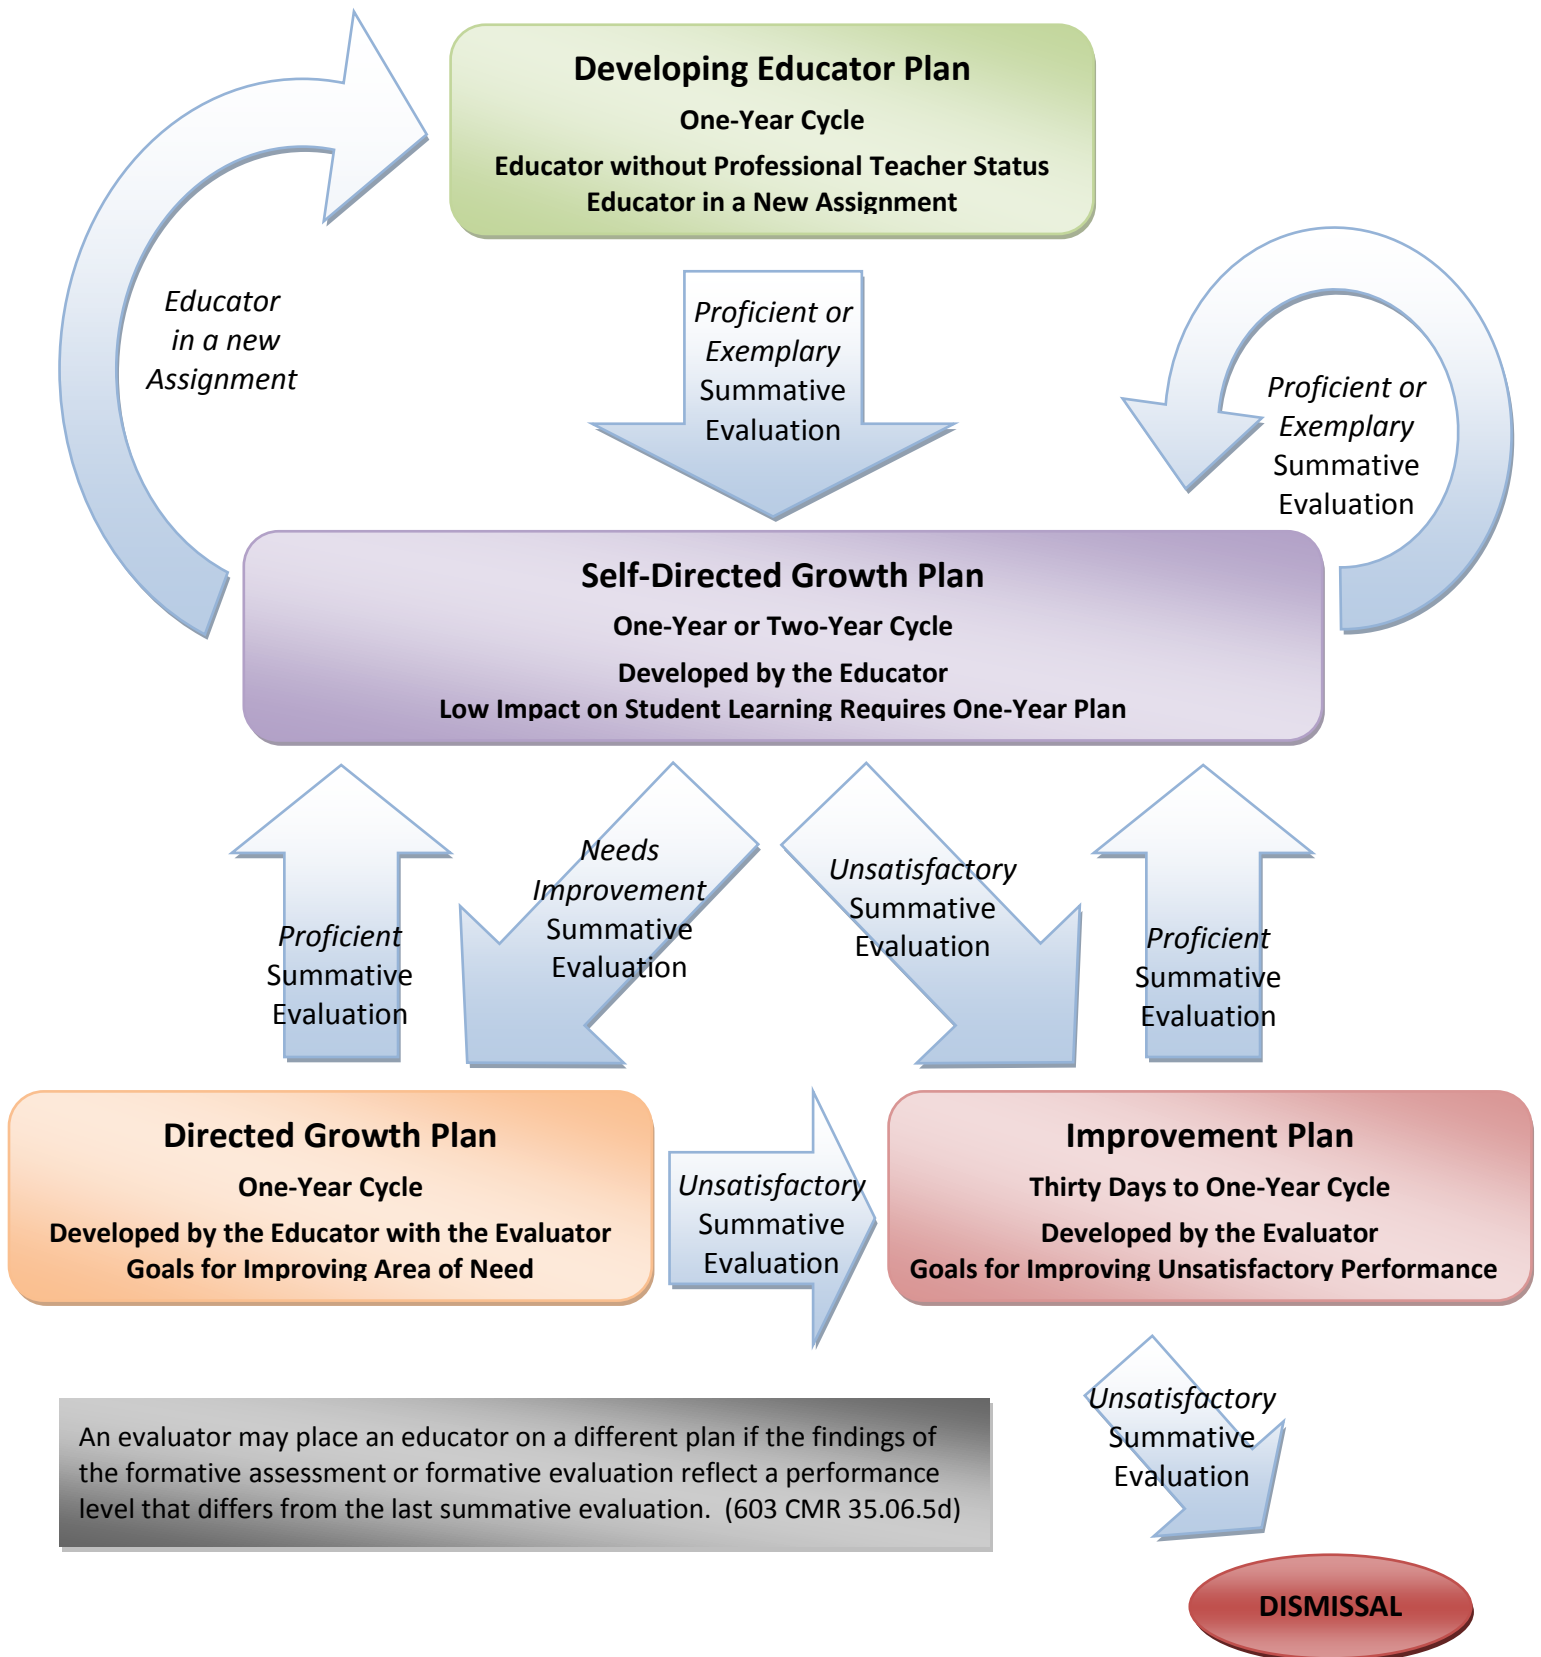 Developing Educator Plan
One-Year Cycle
Educator without Professional Teacher Status
Educator in a New Assignment
Educator
in a new
Assignment
Proficient or
Exemplary
Summative
Evaluation
Proficient or
Exemplary
Summative
Evaluation
Self-Directed Growth Plan
One-Year or Two-Year Cycle
Developed by the Educator
Low Impact on Student Learning Requires One-Year Plan
Proficient
Summative
Evaluation
Needs
Improvement
Summative
Evaluation
Unsatisfactory
Summative
Evaluation
Proficient
Summative
Evaluation
Directed Growth Plan
One-Year Cycle
Developed by the Educator with the Evaluator
Goals for Improving Area of Need
Unsatisfactory
Summative
Evaluation
Improvement Plan
Thirty Days to One-Year Cycle
Developed by the Evaluator
Goals for Improving Unsatisfactory Performance
An evaluator may place an educator on a different plan if the findings of
the formative assessment or formative evaluation reflect a performance
level that differs from the last summative evaluation.  (603 CMR 35.06.5d)
Unsatisfactory
Summative
Evaluation
DISMISSAL